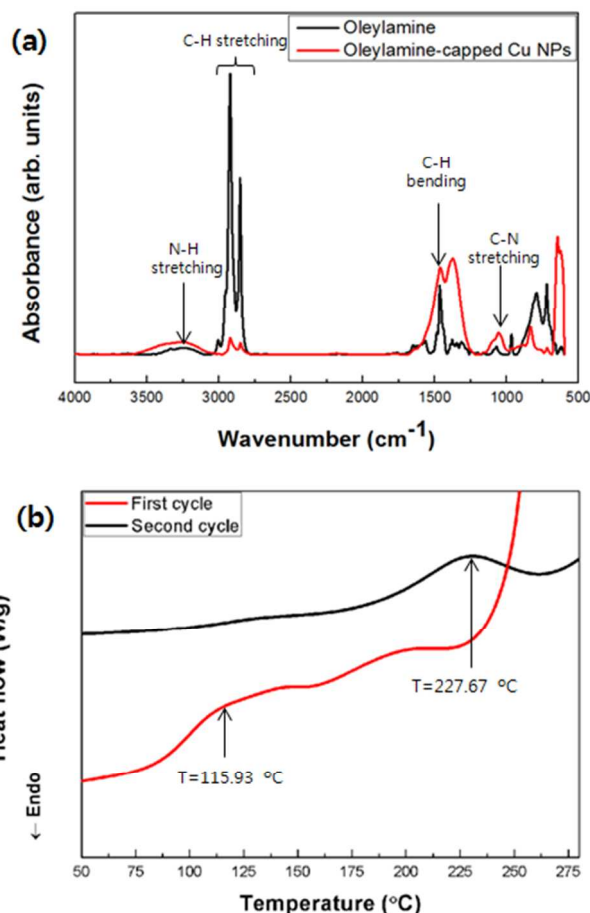 (a)
C-H stretching
Oleylamine
Oleylamine-capped Cu NPs
N-H
stretching
C-H
bending
C-N
stretching
Absorbance (arb. units)
4000 3500 3000 2500 2000 1500 1000 500
Wavenumber (cm⁻¹)
(b)
First cycle
Second cycle
T=227.67 °C
T=115.93 °C
flow (W/g)
← Endo
50 75 100 125 150 175 200 225 250 275
Temperature (°C)